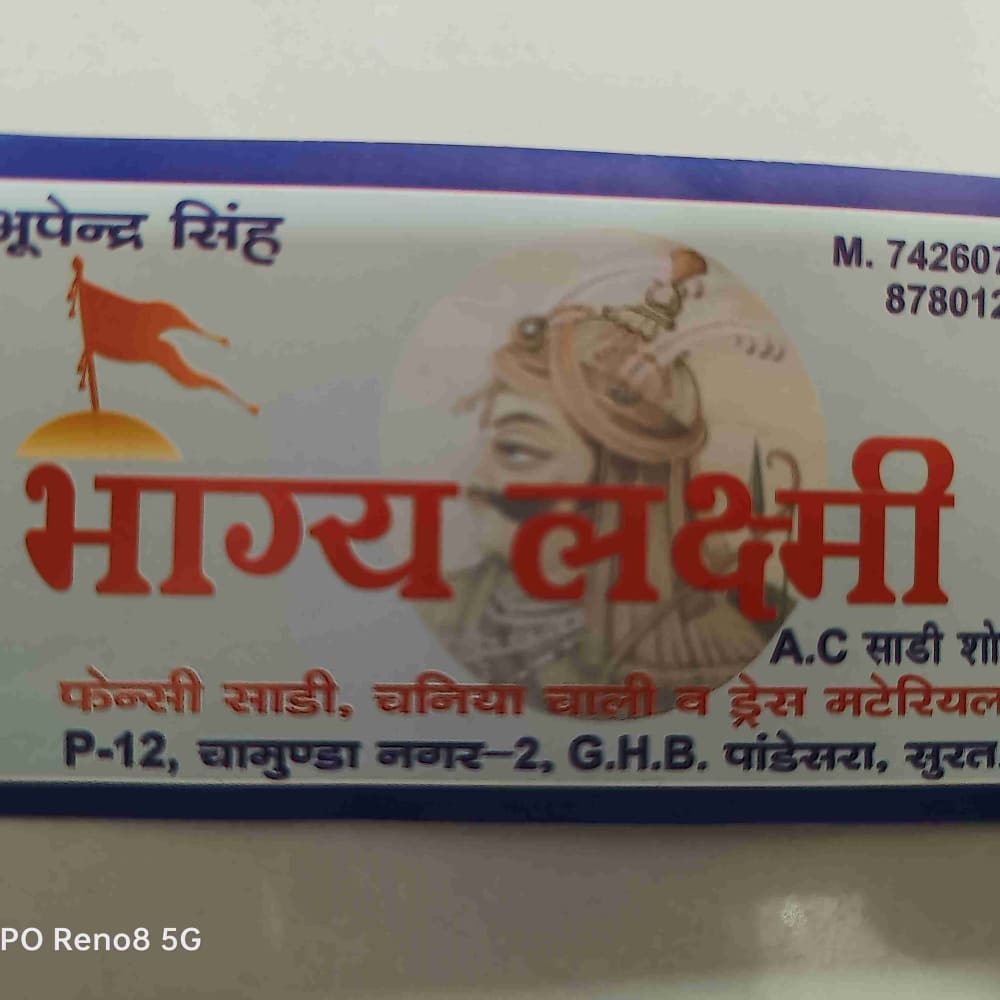 भूपेन्द्र सिंह
M. 742607
878012
भाग्य लक्ष्मी
A.C साडी शो
फेन्सी साडी, चनिया चाली व ड्रेस मटेरियल
P-12, चामुण्डा नगर-2, G.H.B. पांडेसरा, सुरत.
PO Reno8 5G